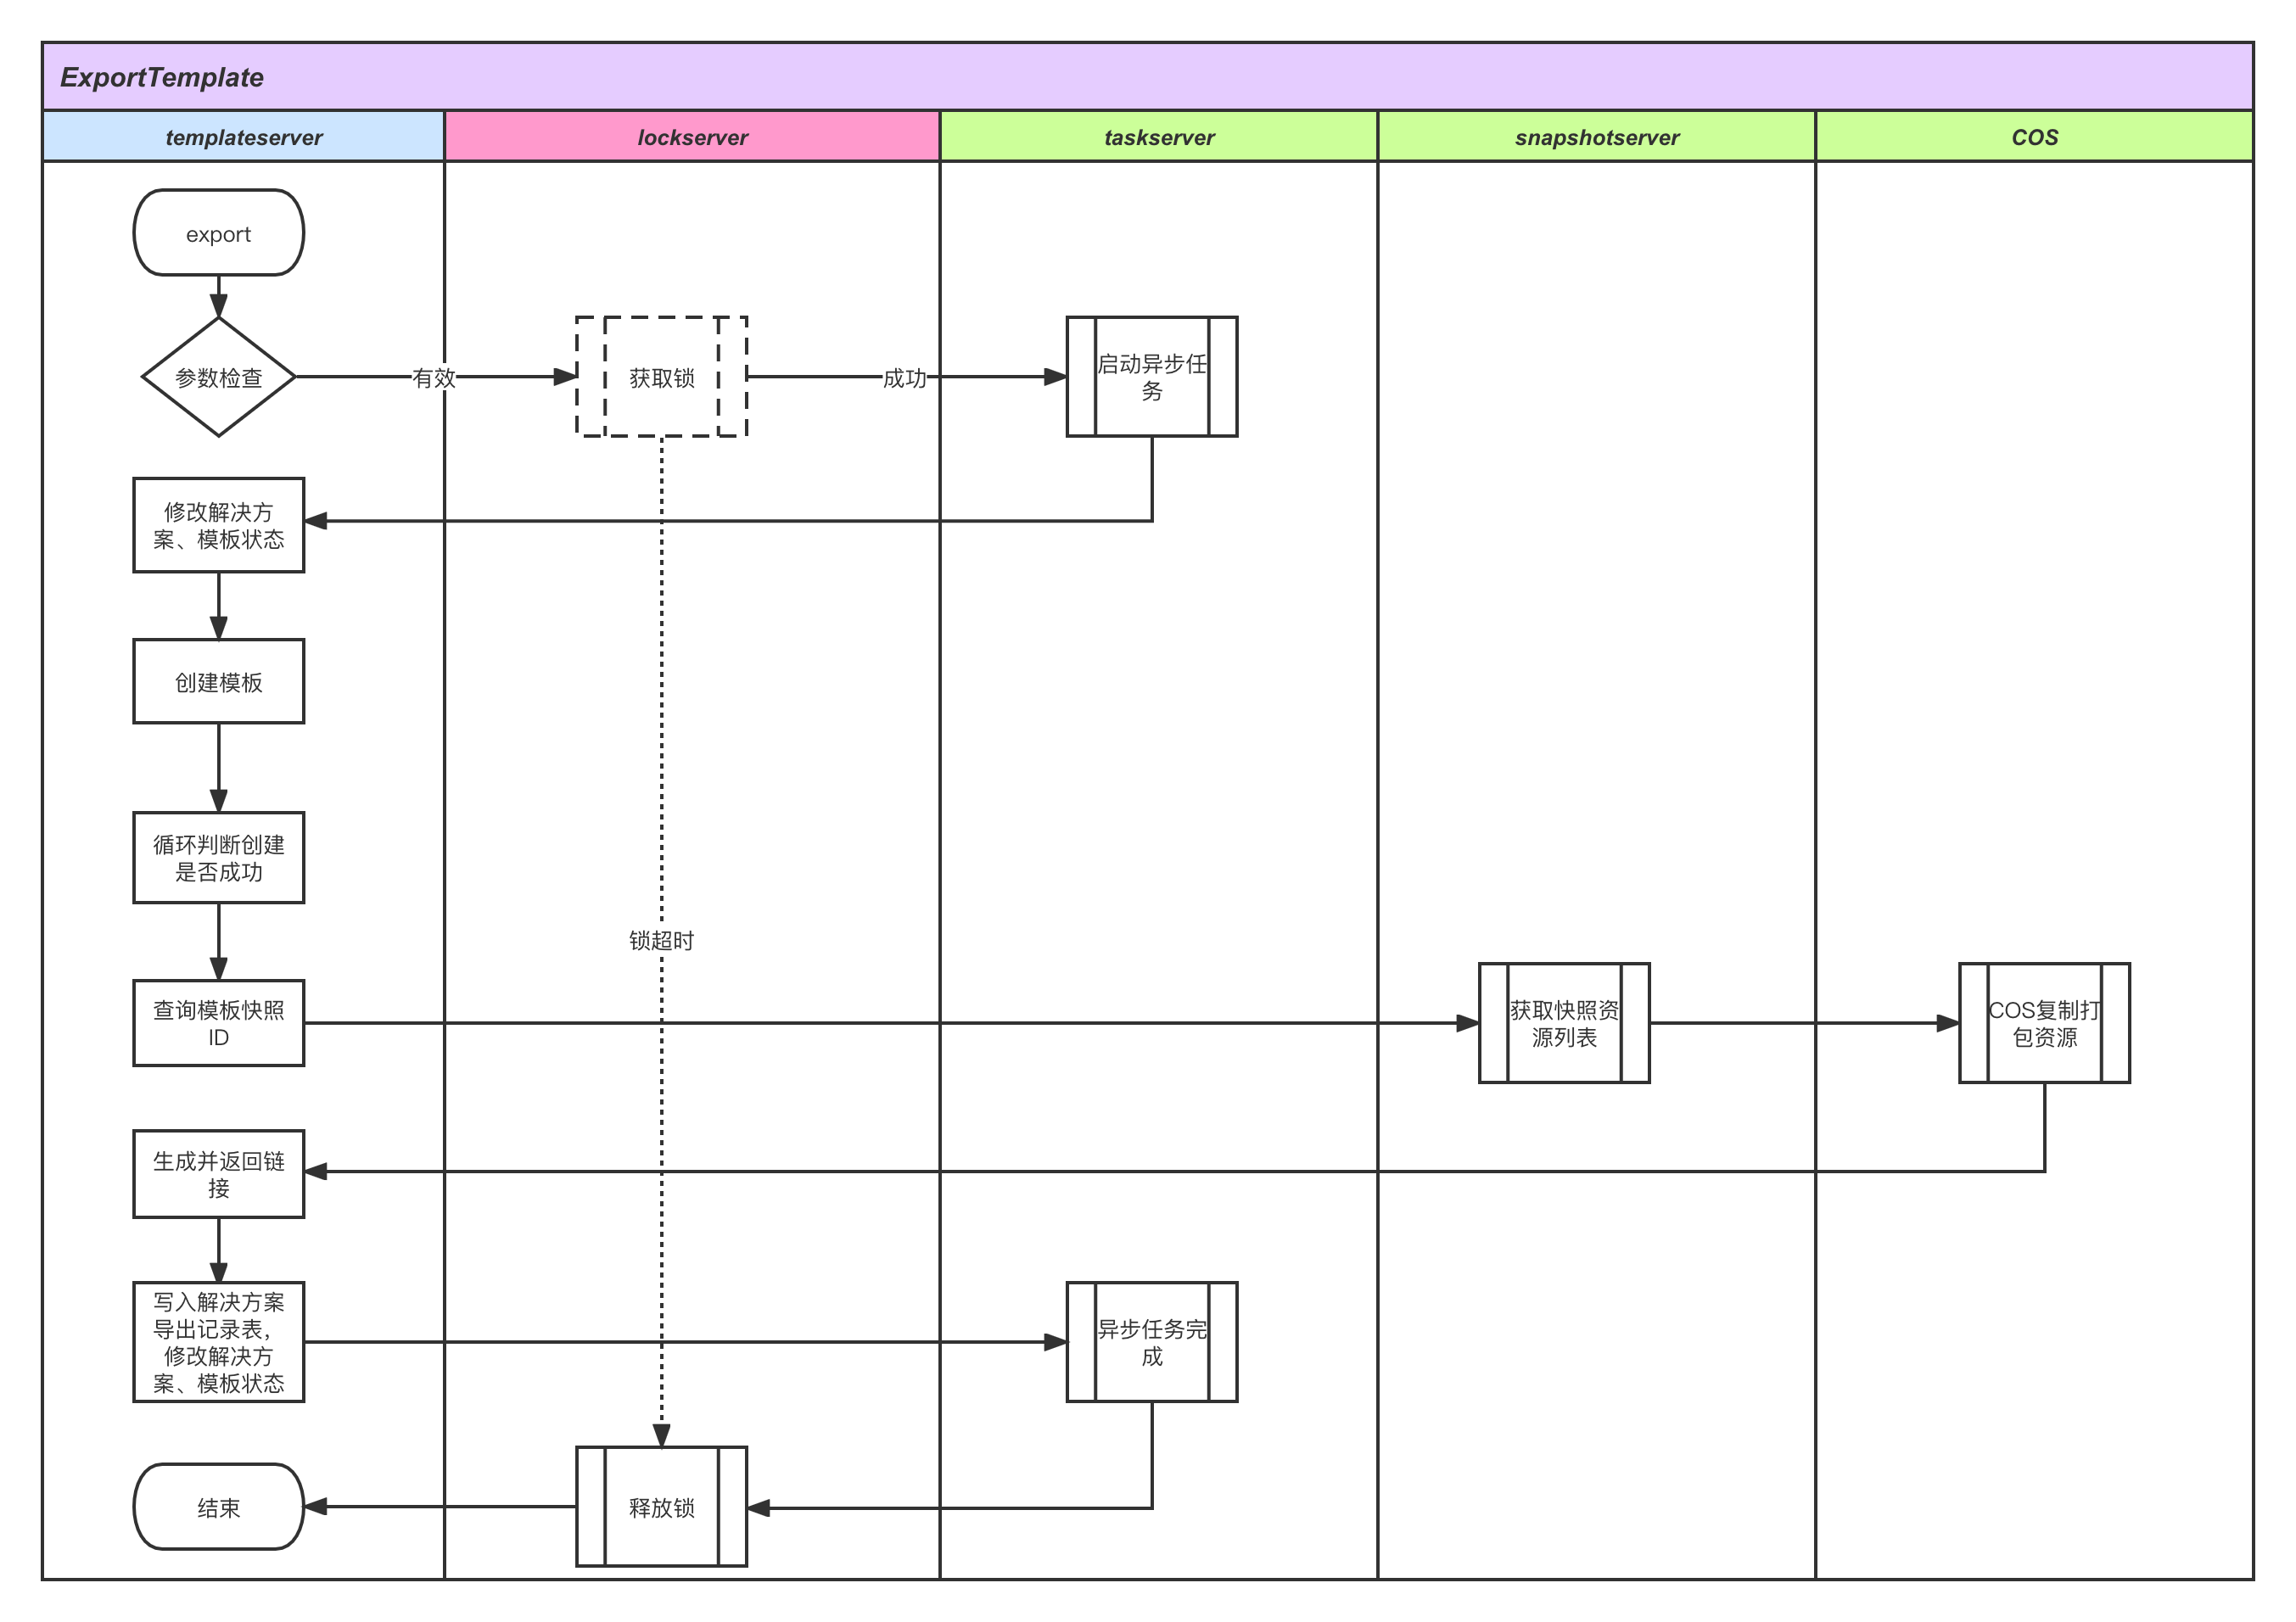 ExportTemplate
templateserver
lockserver
taskserver
snapshotserver
COS
export
参数检查
有效
获取锁
成功
启动异步任
务
修改解决方
案、模板状态
创建模板
循环判断创建
是否成功
锁超时
查询模板快照
ID
获取快照资
源列表
COS复制打
包资源
生成并返回链
接
写入解决方案
导出记录表，
修改解决方
案、模板状态
异步任务完
成
释放锁
结束